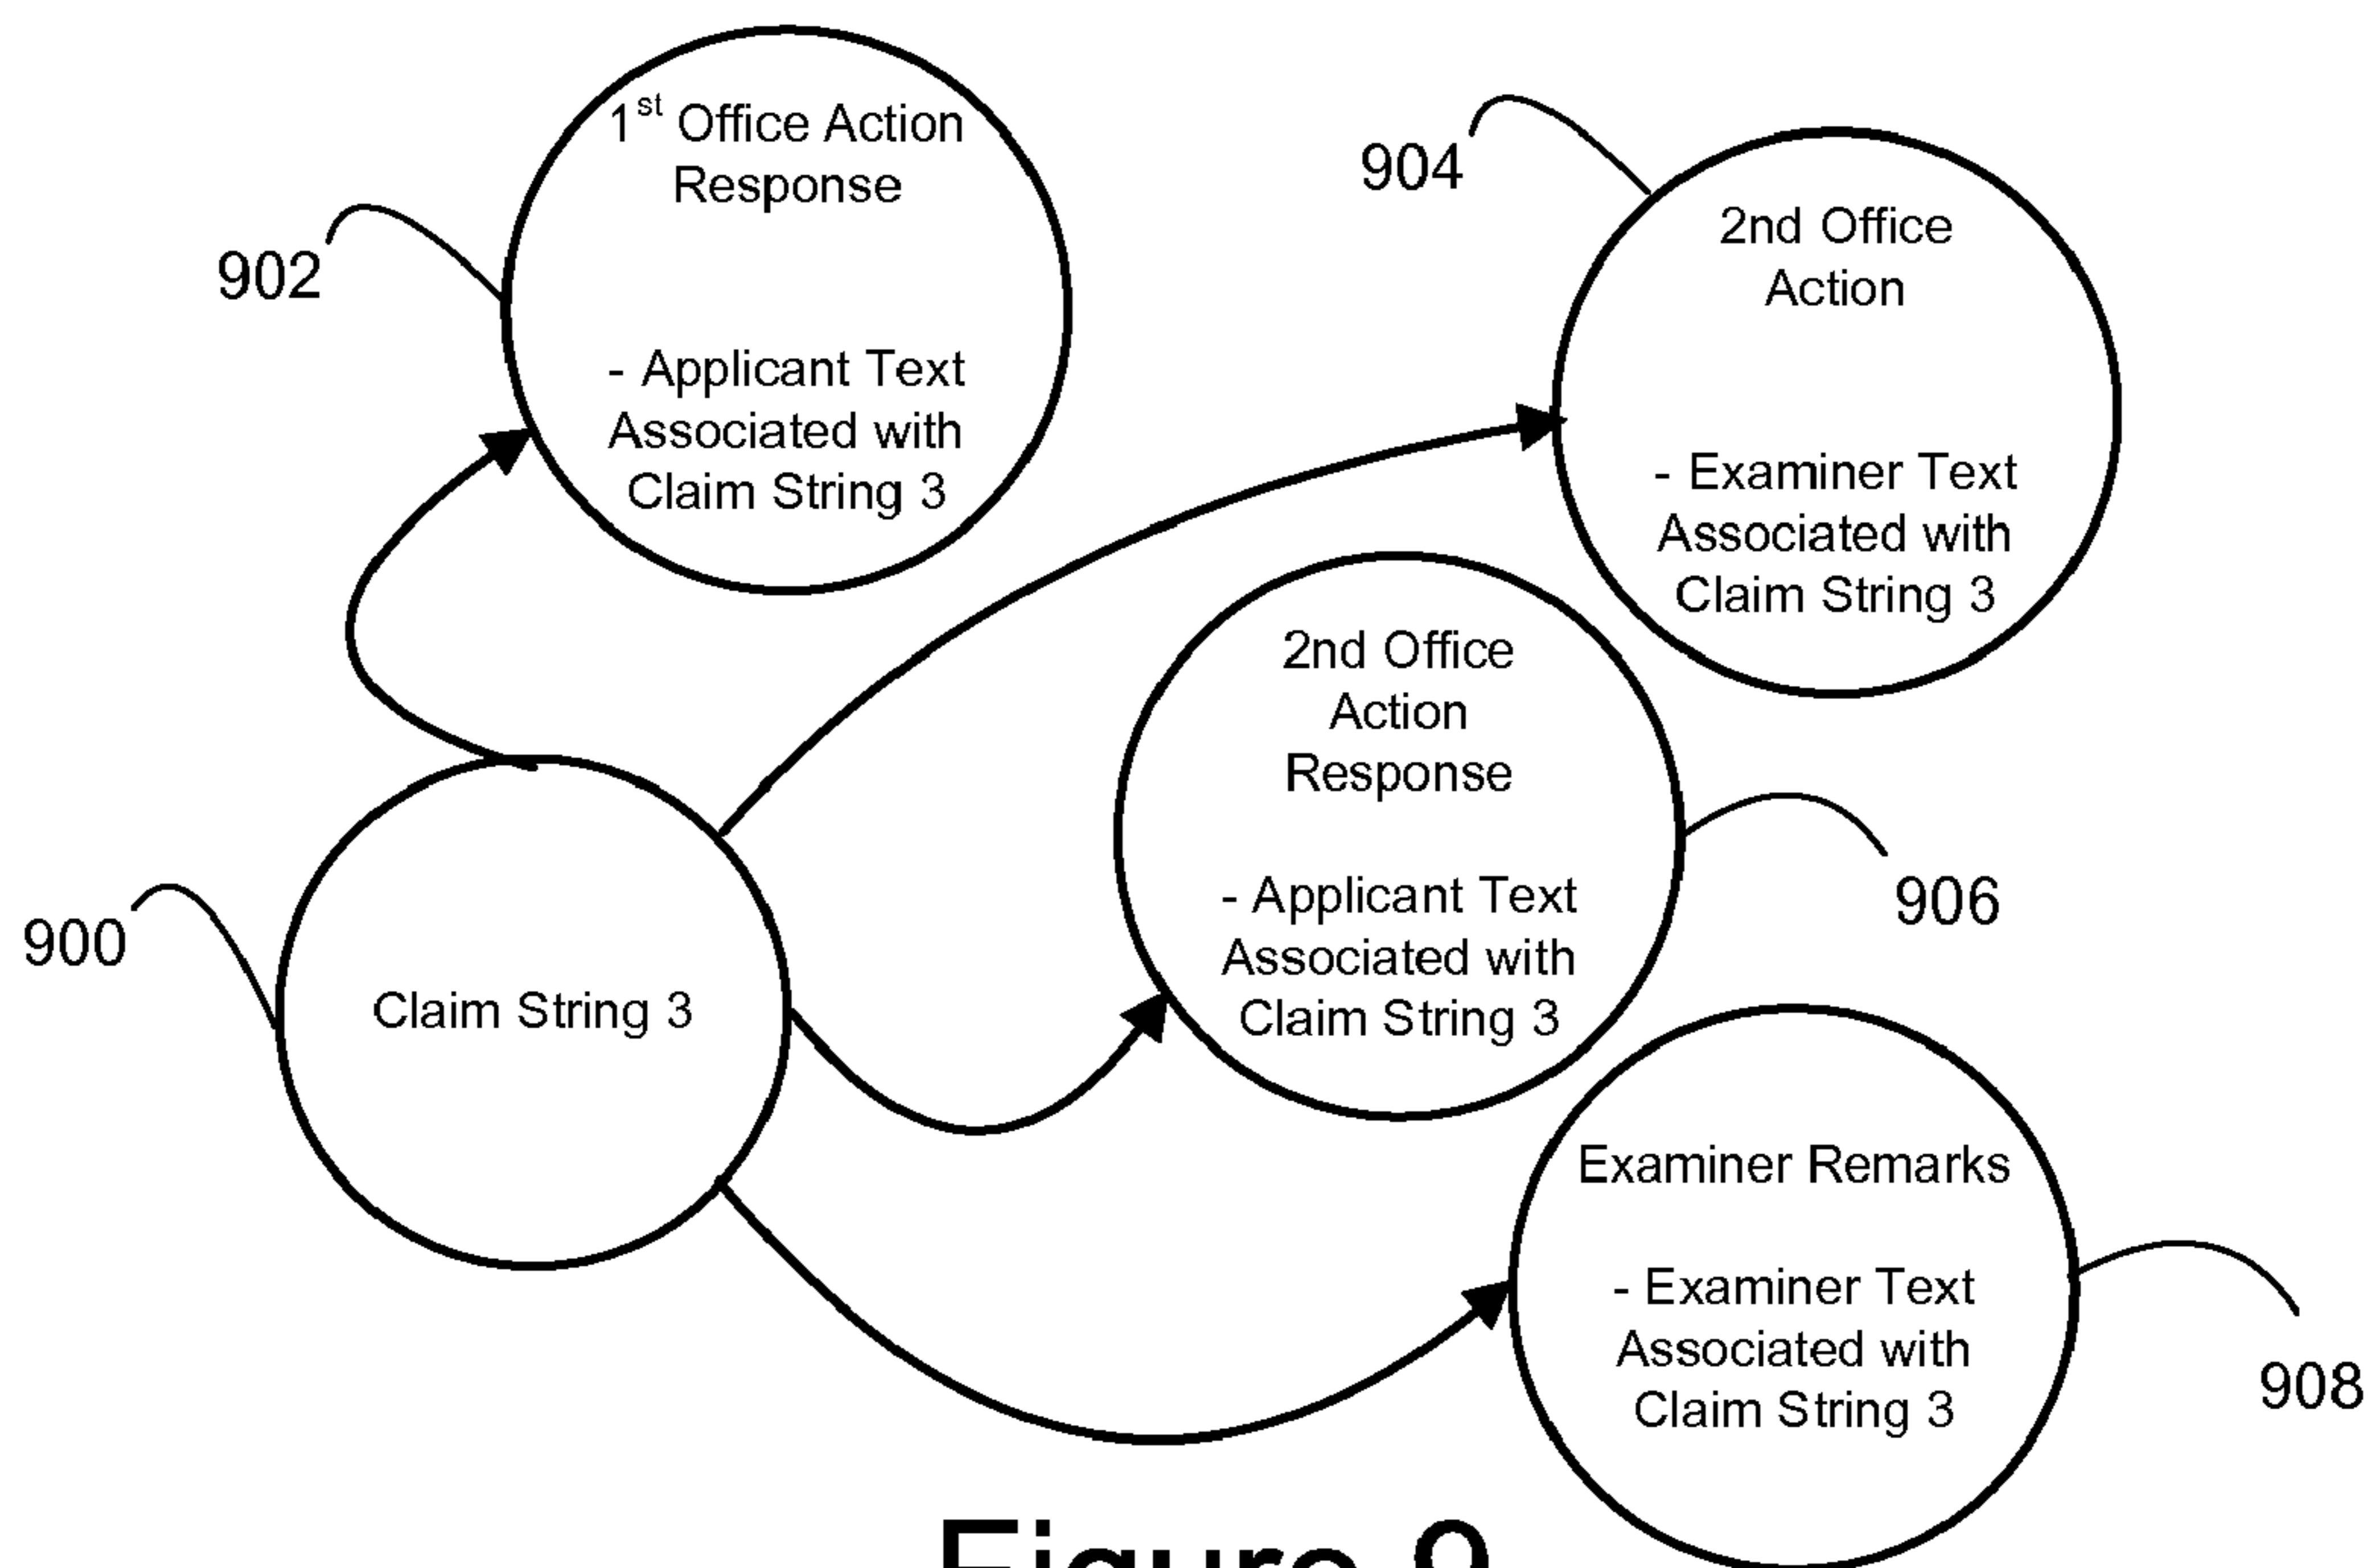 1st Office Action
Response
- Applicant Text
Associated with
Claim String 3
902
904
2nd Office
Action
- Examiner Text
Associated with
Claim String 3
2nd Office
Action
Response
- Applicant Text
Associated with
Claim String 3
906
900
Claim String 3
Examiner Remarks
- Examiner Text
Associated with
Claim String 3
908
Figure 9